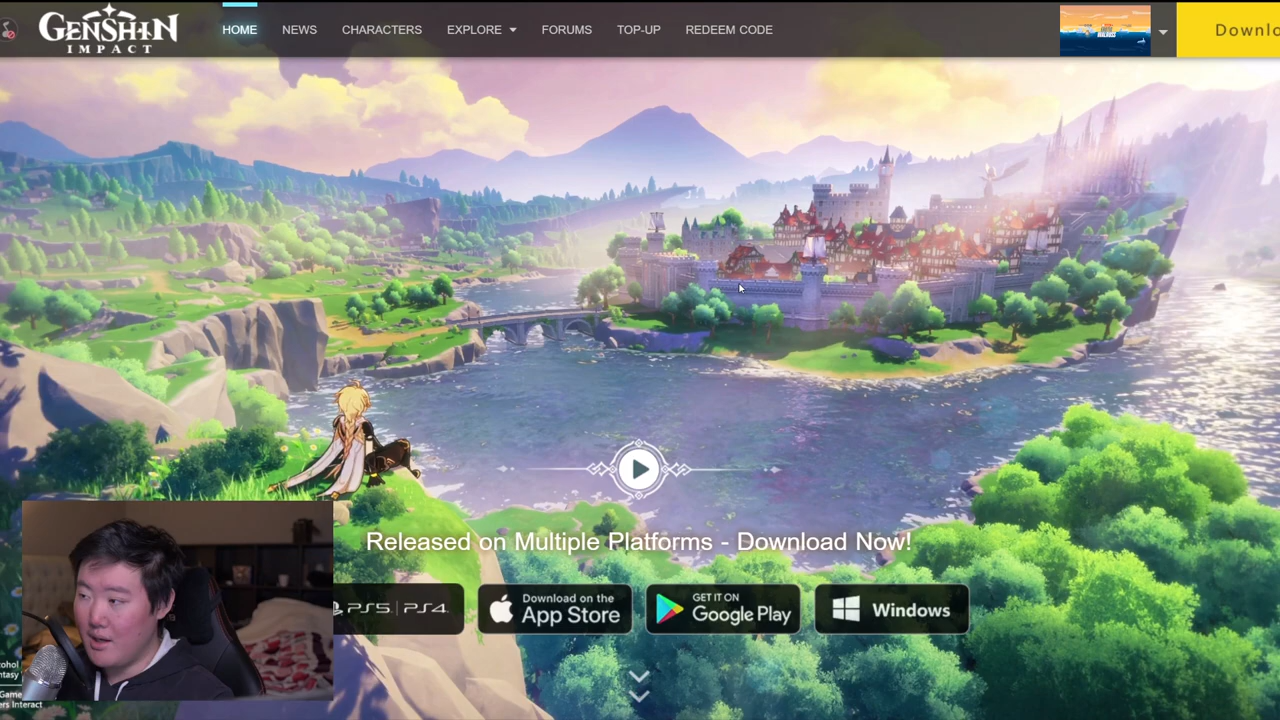 GENSHIN
IMPACT
HOME
NEWS
CHARACTERS
EXPLORE
FORUMS
TOP-UP
REDEEM CODE
Released on Multiple Platforms - Download Now!
PS5 | PS4
Download on the
App Store
GET IT ON
Google Play
Windows